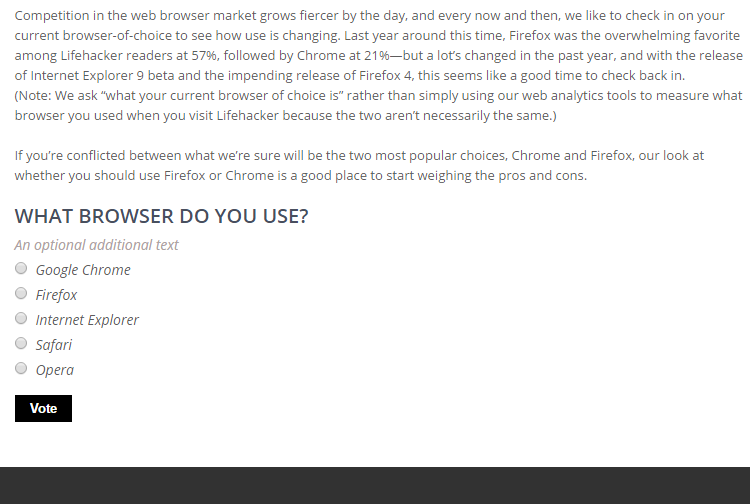 Competition in the web browser market grows fiercer by the day, and every now and then, we like to check in on your
current browser-of-choice to see how use is changing. Last year around this time, Firefox was the overwhelming favorite
among Lifehacker readers at 57%, followed by Chrome at 21%—but a lot’s changed in the past year, and with the release
of Internet Explorer 9 beta and the impending release of Firefox 4, this seems like a good time to check back in.
(Note: We ask “what your current browser of choice is” rather than simply using our web analytics tools to measure what
browser you used when you visit Lifehacker because the two aren’t necessarily the same.)
If you’re conflicted between what we’re sure will be the two most popular choices, Chrome and Firefox, our look at
whether you should use Firefox or Chrome is a good place to start weighing the pros and cons.
WHAT BROWSER DO YOU USE?
An optional additional text
Google Chrome
Firefox
Internet Explorer
Safari
Opera
Vote